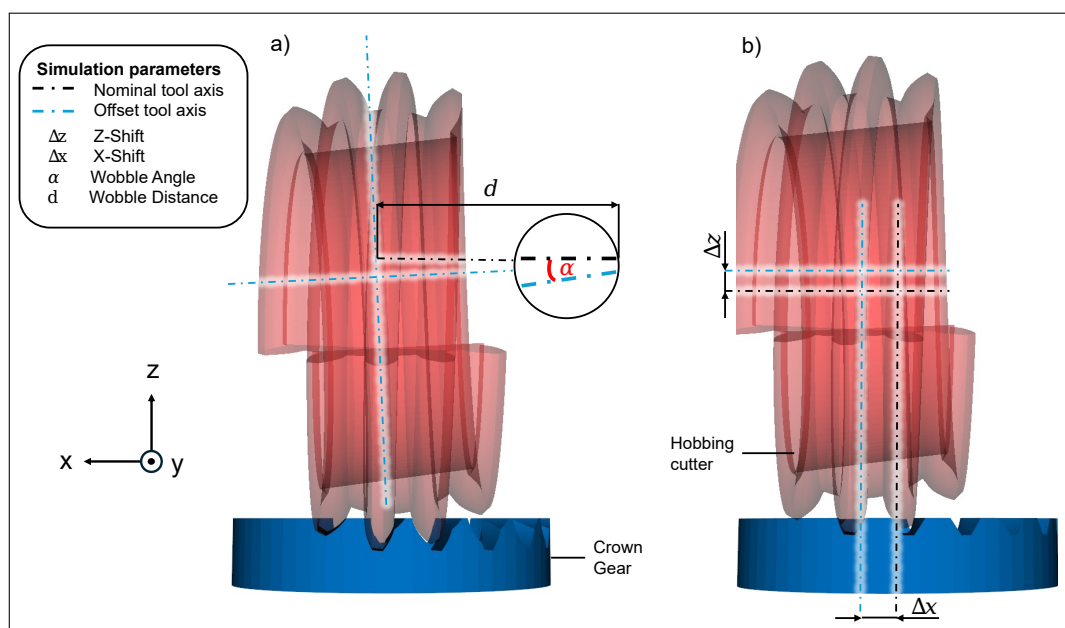 a)
b)
Simulation parameters
Nominal tool axis
Offset tool axis
Δz Z-Shift
Δx X-Shift
α Wobble Angle
d Wobble Distance
d
α
Δz
z
x
y
Hobbing
cutter
Crown
Gear
Δx